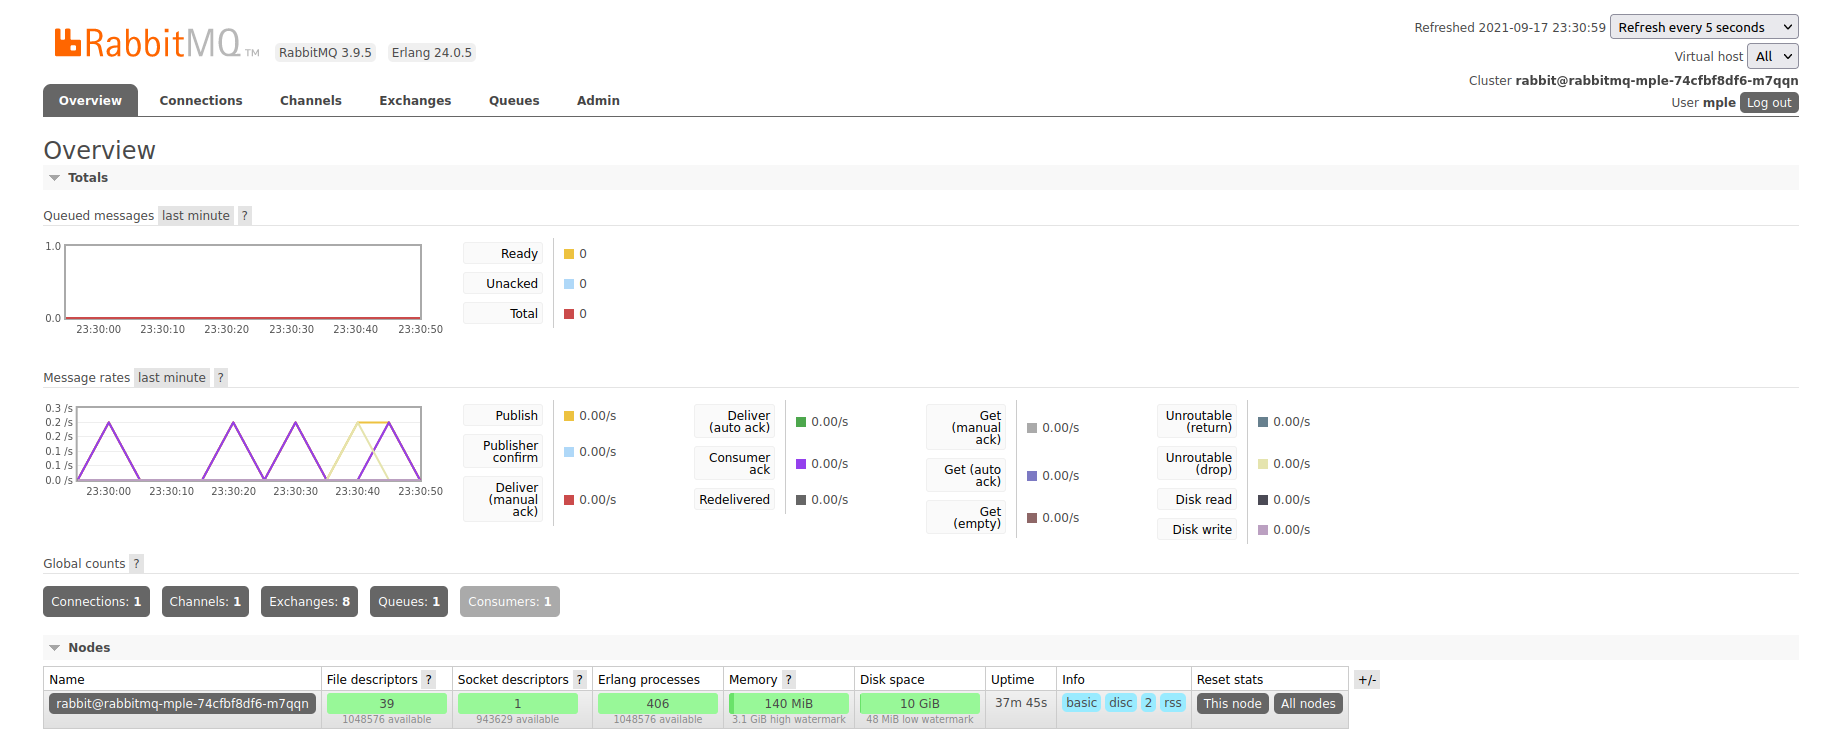 RabbitMQ TM RabbitMQ 3.9.5 Erlang 24.0.5
Refreshed 2021-09-17 23:30:59 Refresh every 5 seconds
Virtual host All
Cluster rabbit@rabbitmq-mple-74cfbf8df6-m7qqn
User mple Log out
Overview Connections Channels Exchanges Queues Admin
Overview
Totals
Queued messages last minute ?
1.0
0.0
23:30:00 23:30:10 23:30:20 23:30:30 23:30:40 23:30:50
Ready 0
Unacked 0
Total 0
Message rates last minute ?
0.3 /s
0.2 /s
0.2 /s
0.1 /s
0.1 /s
0.0 /s
23:30:00 23:30:10 23:30:20 23:30:30 23:30:40 23:30:50
Publish 0.00/s
Publisher
confirm 0.00/s
Deliver
(manual
ack) 0.00/s
Deliver
(auto ack) 0.00/s
Consumer
ack 0.00/s
Redelivered 0.00/s
Get
(manual
ack) 0.00/s
Get (auto
ack) 0.00/s
Get
(empty) 0.00/s
Unroutable
(return) 0.00/s
Unroutable
(drop) 0.00/s
Disk read 0.00/s
Disk write 0.00/s
Global counts ?
Connections: 1 Channels: 1 Exchanges: 8 Queues: 1 Consumers: 1
Nodes
Name File descriptors ? Socket descriptors ? Erlang processes Memory ? Disk space Uptime Info Reset stats +/-
rabbit@rabbitmq-mple-74cfbf8df6-m7qqn 39 1 406 140 MiB 10 GiB 37m 45s basic disc 2 rss This node All nodes
1048576 available 943629 available 1048576 available 3.1 GiB high watermark 48 MiB low watermark